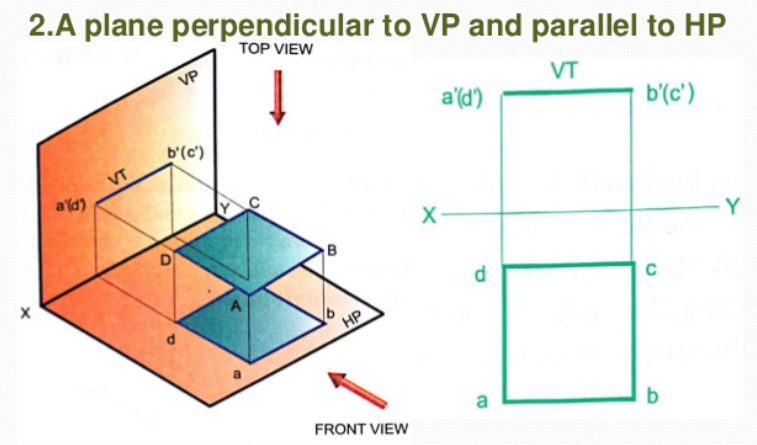 2.A plane perpendicular to VP and parallel to HP
TOP VIEW
VP
b'(c')
VT
a'(d')
Y
C
D
B
A
X
b
HP
d
a
FRONT VIEW
VT
a'(d')
b'(c')
X
Y
d
c
a
b